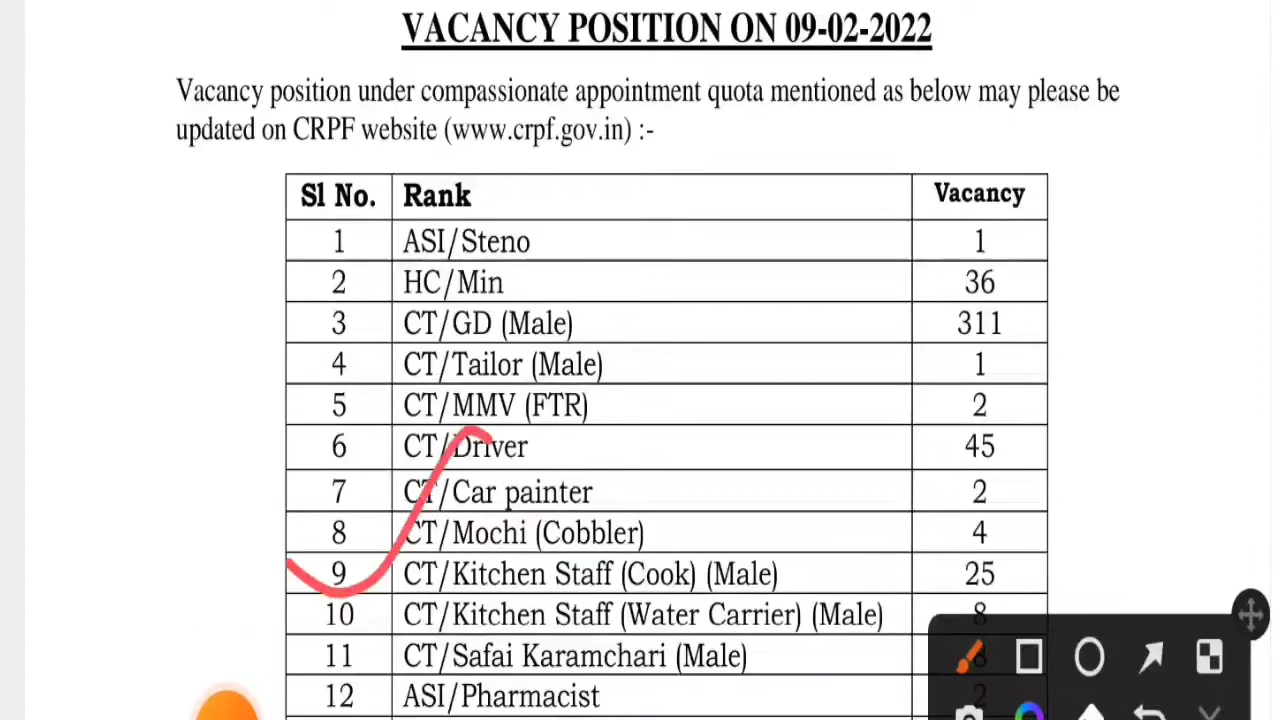 VACANCY POSITION ON 09-02-2022
Vacancy position under compassionate appointment quota mentioned as below may please be
updated on CRPF website (www.crpf.gov.in) :-
Sl No. Rank Vacancy
1 ASI/Steno 1
2 HC/Min 36
3 CT/GD (Male) 311
4 CT/Tailor (Male) 1
5 CT/MMV (FTR) 2
6 CT/Driver 45
7 CT/Car painter 2
8 CT/Mochi (Cobbler) 4
9 CT/Kitchen Staff (Cook) (Male) 25
10 CT/Kitchen Staff (Water Carrier) (Male) 8
11 CT/Safai Karamchari (Male)
12 ASI/Pharmacist 2